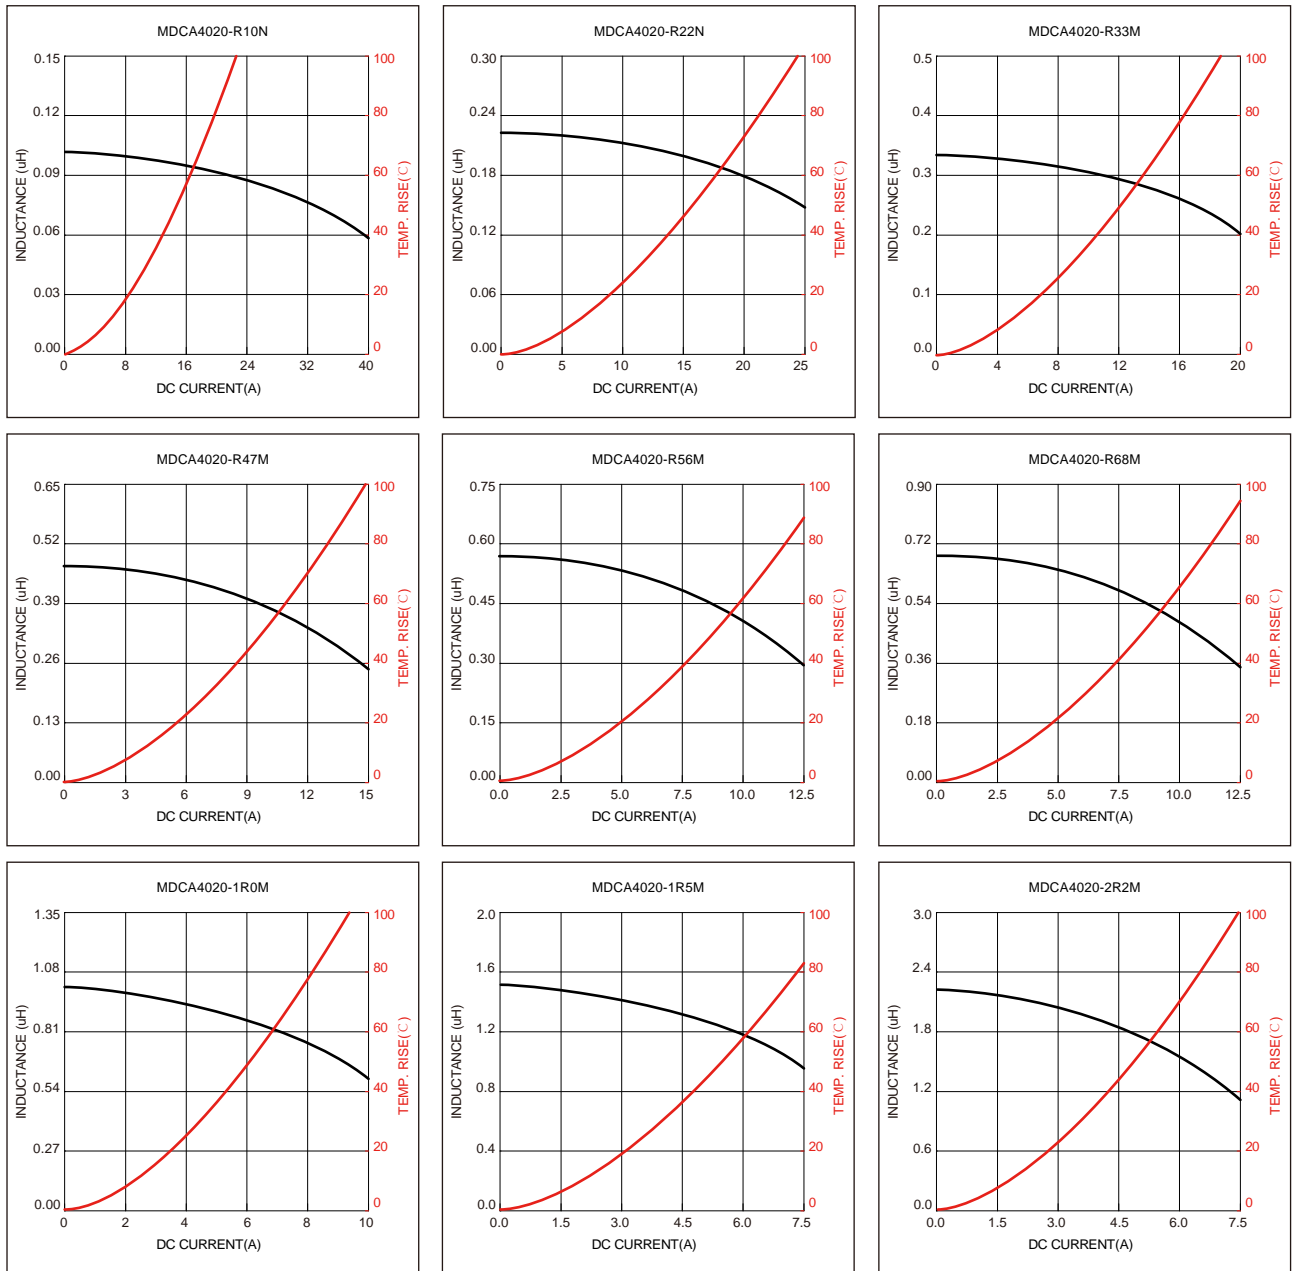 MDCA4020-R10N
INDUCTANCE (uH)
0.15
0.12
0.09
0.06
0.03
0.00
100
80
60
40
20
0
TEMP. RISE(C)
0 8 16 24 32 40
DC CURRENT(A)
MDCA4020-R22N
INDUCTANCE (uH)
0.30
0.24
0.18
0.12
0.06
0.00
100
80
60
40
20
0
TEMP. RISE(C)
0 5 10 15 20 25
DC CURRENT(A)
MDCA4020-R33M
INDUCTANCE (uH)
0.5
0.4
0.3
0.2
0.1
0.0
100
80
60
40
20
0
TEMP. RISE(C)
0 4 8 12 16 20
DC CURRENT(A)
MDCA4020-R47M
INDUCTANCE (uH)
0.65
0.52
0.39
0.26
0.13
0.00
100
80
60
40
20
0
TEMP. RISE(C)
0 3 6 9 12 15
DC CURRENT(A)
MDCA4020-R56M
INDUCTANCE (uH)
0.75
0.60
0.45
0.30
0.15
0.00
100
80
60
40
20
0
TEMP. RISE(C)
0.0 2.5 5.0 7.5 10.0 12.5
DC CURRENT(A)
MDCA4020-R68M
INDUCTANCE (uH)
0.90
0.72
0.54
0.36
0.18
0.00
100
80
60
40
20
0
TEMP. RISE(C)
0.0 2.5 5.0 7.5 10.0 12.5
DC CURRENT(A)
MDCA4020-1R0M
INDUCTANCE (uH)
1.35
1.08
0.81
0.54
0.27
0.00
100
80
60
40
20
0
TEMP. RISE(C)
0 2 4 6 8 10
DC CURRENT(A)
MDCA4020-1R5M
INDUCTANCE (uH)
2.0
1.6
1.2
0.8
0.4
0.0
100
80
60
40
20
0
TEMP. RISE(C)
0.0 1.5 3.0 4.5 6.0 7.5
DC CURRENT(A)
MDCA4020-2R2M
INDUCTANCE (uH)
3.0
2.4
1.8
1.2
0.6
0.0
100
80
60
40
20
0
TEMP. RISE(C)
0.0 1.5 3.0 4.5 6.0 7.5
DC CURRENT(A)